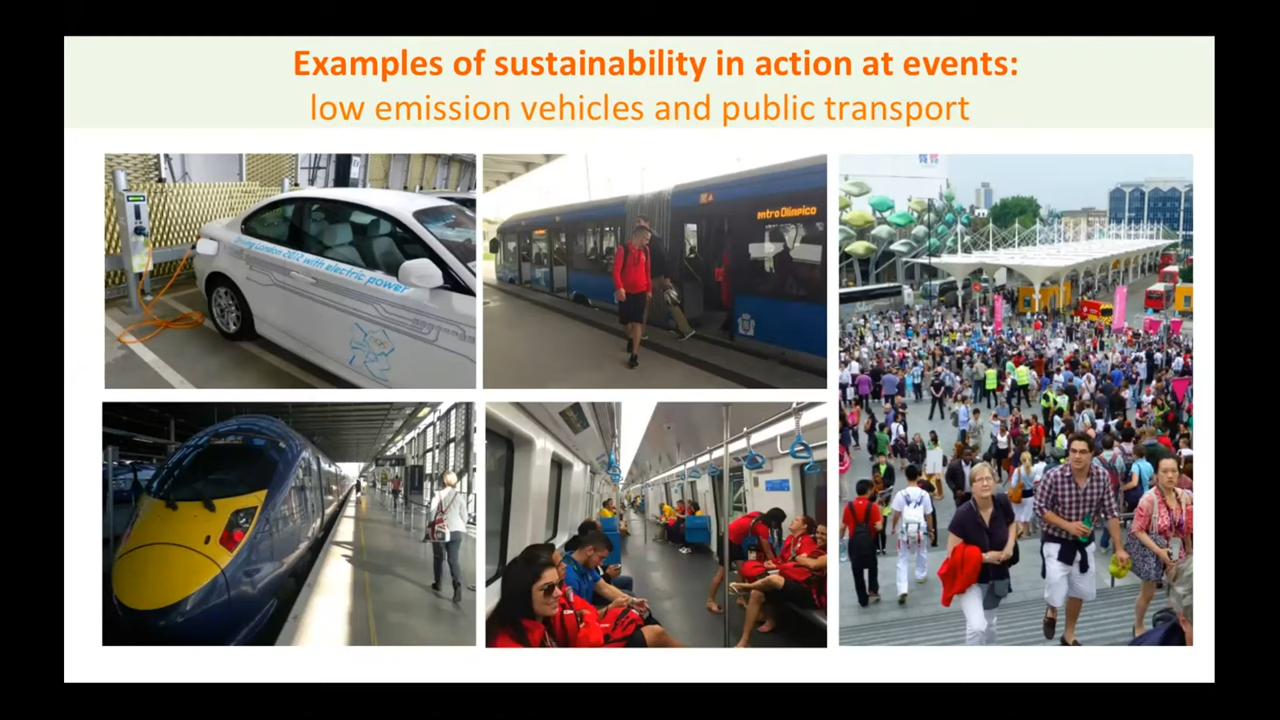 Examples of sustainability in action at events:
low emission vehicles and public transport
Driving London 2012 with electric power
entro Olímpico